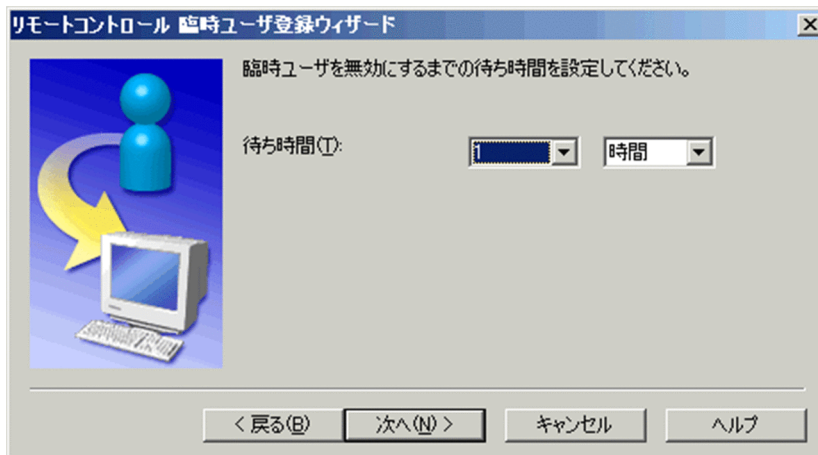 リモートコントロール 臨時ユーザ登録ウィザード
臨時ユーザを無効にするまでの待ち時間を設定してください。
待ち時間(T): 1 時間
< 戻る(B) 次へ(N) > キャンセル ヘルプ